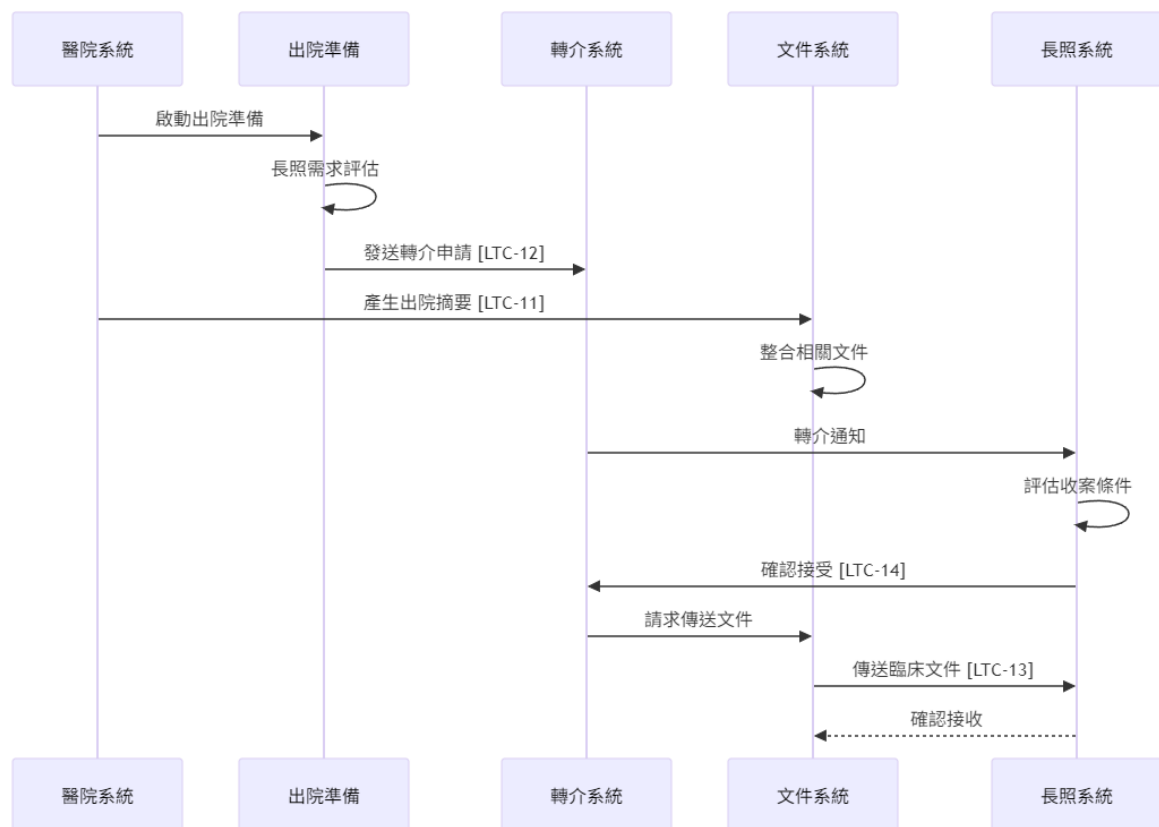 醫院系統
出院準備
轉介系統
文件系統
長照系統
啟動出院準備
長照需求評估
發送轉介申請 [LTC-12]
產生出院摘要 [LTC-11]
整合相關文件
轉介通知
評估收案條件
確認接受 [LTC-14]
請求傳送文件
傳送臨床文件 [LTC-13]
確認接收
醫院系統
出院準備
轉介系統
文件系統
長照系統